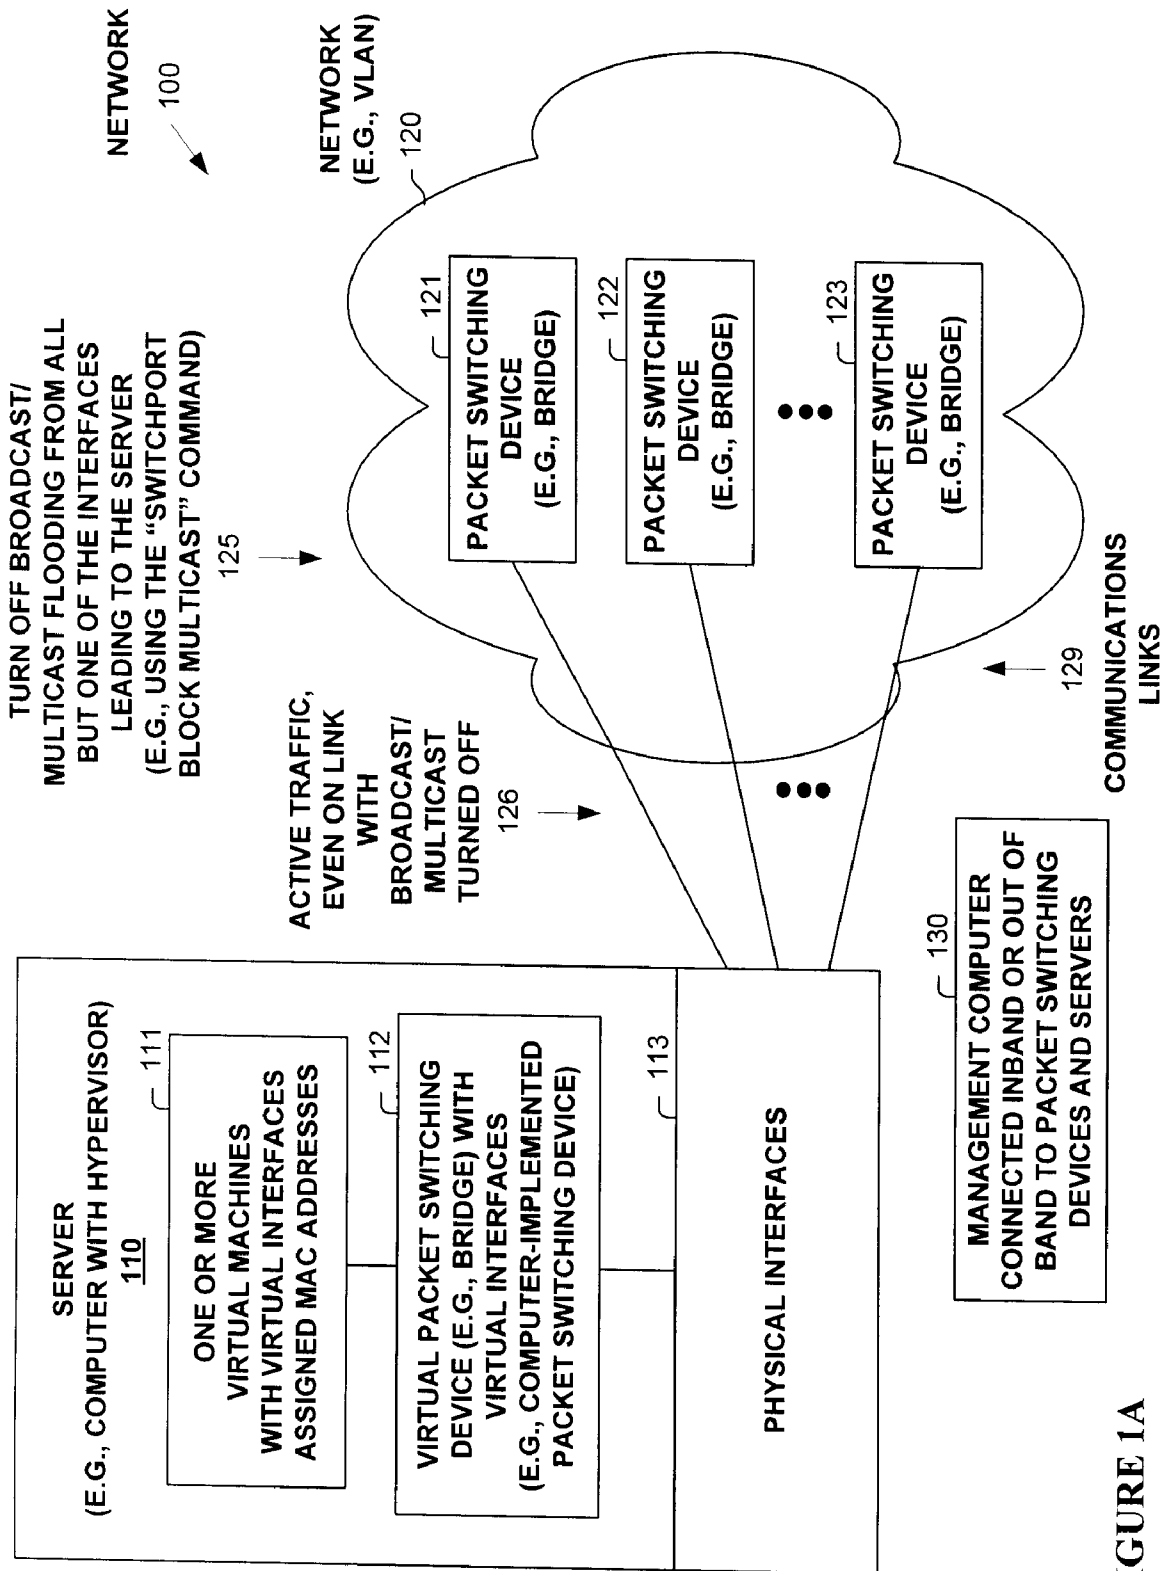 NETWORK
100
TURN OFF BROADCAST/
MULTICAST FLOODING FROM ALL
BUT ONE OF THE INTERFACES
LEADING TO THE SERVER
(E.G., USING THE “SWITCHPORT
BLOCK MULTICAST” COMMAND)
125
NETWORK
(E.G., VLAN)
120
ACTIVE TRAFFIC,
EVEN ON LINK
WITH
BROADCAST/
MULTICAST
TURNED OFF
126
SERVER
(E.G., COMPUTER WITH HYPERVISOR)
110
111
ONE OR MORE
VIRTUAL MACHINES
WITH VIRTUAL INTERFACES
ASSIGNED MAC ADDRESSES
112
VIRTUAL PACKET SWITCHING
DEVICE (E.G., BRIDGE) WITH
VIRTUAL INTERFACES
(E.G., COMPUTER-IMPLEMENTED
PACKET SWITCHING DEVICE)
113
PHYSICAL INTERFACES
121
PACKET SWITCHING
DEVICE
(E.G., BRIDGE)
122
PACKET SWITCHING
DEVICE
(E.G., BRIDGE)
123
PACKET SWITCHING
DEVICE
(E.G., BRIDGE)
129
COMMUNICATIONS
LINKS
130
MANAGEMENT COMPUTER
CONNECTED INBAND OR OUT OF
BAND TO PACKET SWITCHING
DEVICES AND SERVERS
IGURE 1A